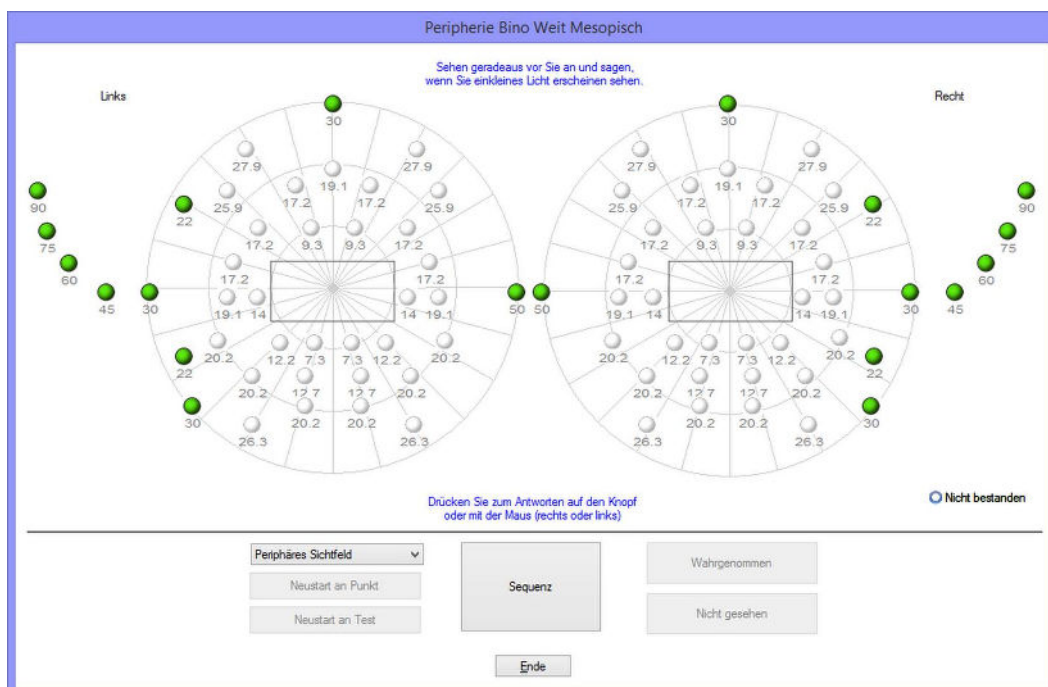 Peripherie Bino Weit Mesopisch
Sehen geradeaus vor Sie an und sagen,
wenn Sie einkleines Licht erscheinen sehen.
Links
Recht
30
30
27.9 27.9
27.9 27.9
19.1
19.1
90
22
25.9 17.2 17.2 25.9
25.9 17.2 17.2 25.9
22
90
75
17.2 9.3 9.3 17.2
17.2 9.3 9.3 17.2
75
60
17.2 17.2
17.2 17.2
60
45
30
19.1 14 14 19.1
50
50
19.1 14 14 19.1
30
45
20.2 12.2 7.3 7.3 12.2 20.2
20.2 12.2 7.3 7.3 12.2 20.2
22
22
20.2 12.7 12.7 20.2
20.2 12.7 12.7 20.2
30
20.2 20.2
20.2 20.2
30
26.3 26.3
26.3 26.3
Drücken Sie zum Antworten auf den Knopf
oder mit der Maus (rechts oder links)
Nicht bestanden
Periphäres Sichtfeld
Neustart an Punkt
Neustart an Test
Sequenz
Wahrgenommen
Nicht gesehen
Ende